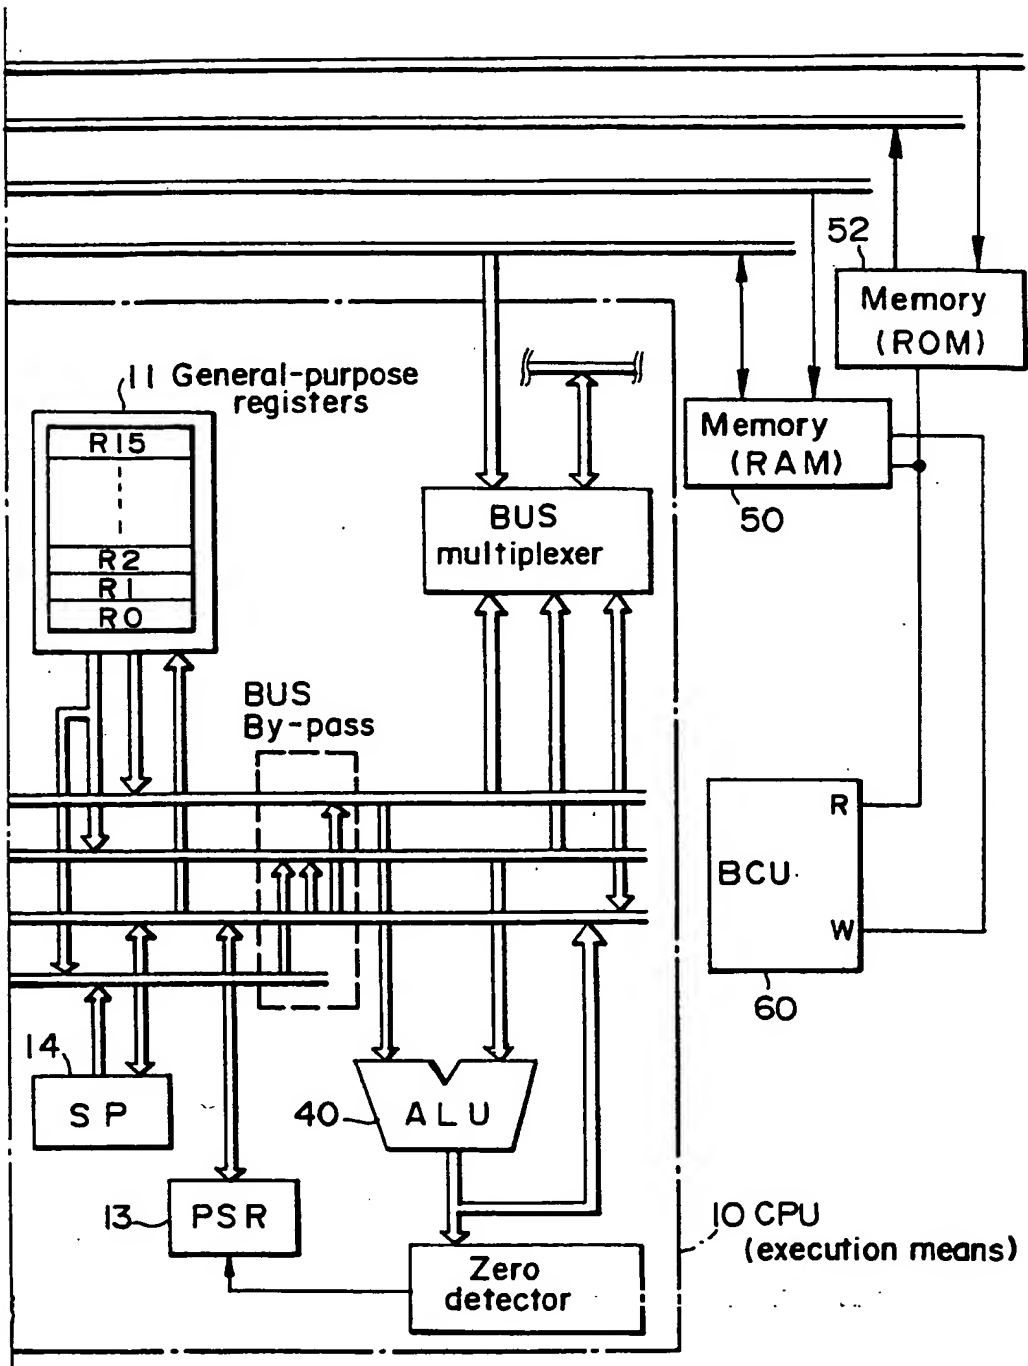 52
Memory
(ROM)
11 General-purpose
registers
R15
R2
R1
R0
Memory
(RAM)
50
BUS
multiplexer
BUS
By-pass
R
BCU
W
60
14
SP
40
ALU
13
PSR
10 CPU
(execution means)
Zero
detector